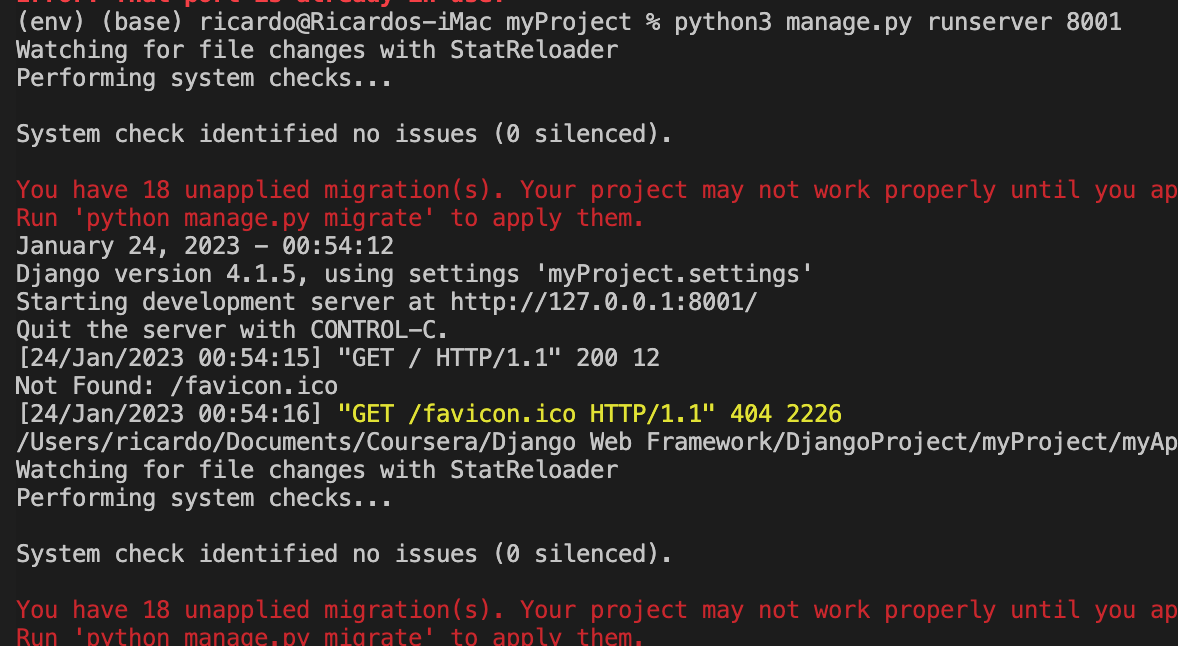 Error: That port is already in use.
(env) (base) ricardo@Ricardos-iMac myProject % python3 manage.py runserver 8001
Watching for file changes with StatReloader
Performing system checks...
System check identified no issues (0 silenced).
You have 18 unapplied migration(s). Your project may not work properly until you ap
Run 'python manage.py migrate' to apply them.
January 24, 2023 - 00:54:12
Django version 4.1.5, using settings 'myProject.settings'
Starting development server at http://127.0.0.1:8001/
Quit the server with CONTROL-C.
[24/Jan/2023 00:54:15] "GET / HTTP/1.1" 200 12
Not Found: /favicon.ico
[24/Jan/2023 00:54:16] "GET /favicon.ico HTTP/1.1" 404 2226
/Users/ricardo/Documents/Coursera/Django Web Framework/DjangoProject/myProject/myAp
Watching for file changes with StatReloader
Performing system checks...
System check identified no issues (0 silenced).
You have 18 unapplied migration(s). Your project may not work properly until you ap
Run 'python manage.py migrate' to apply them.